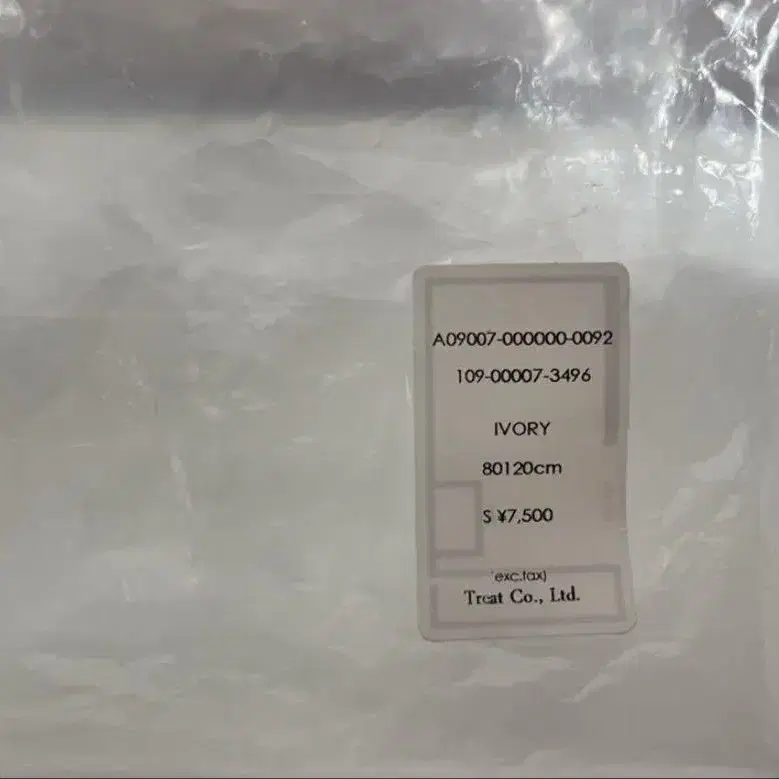 A09007-000000-0092
109-00007-3496
IVORY
80120cm
S ¥7,500
exc.tax)
Treat Co., Ltd.